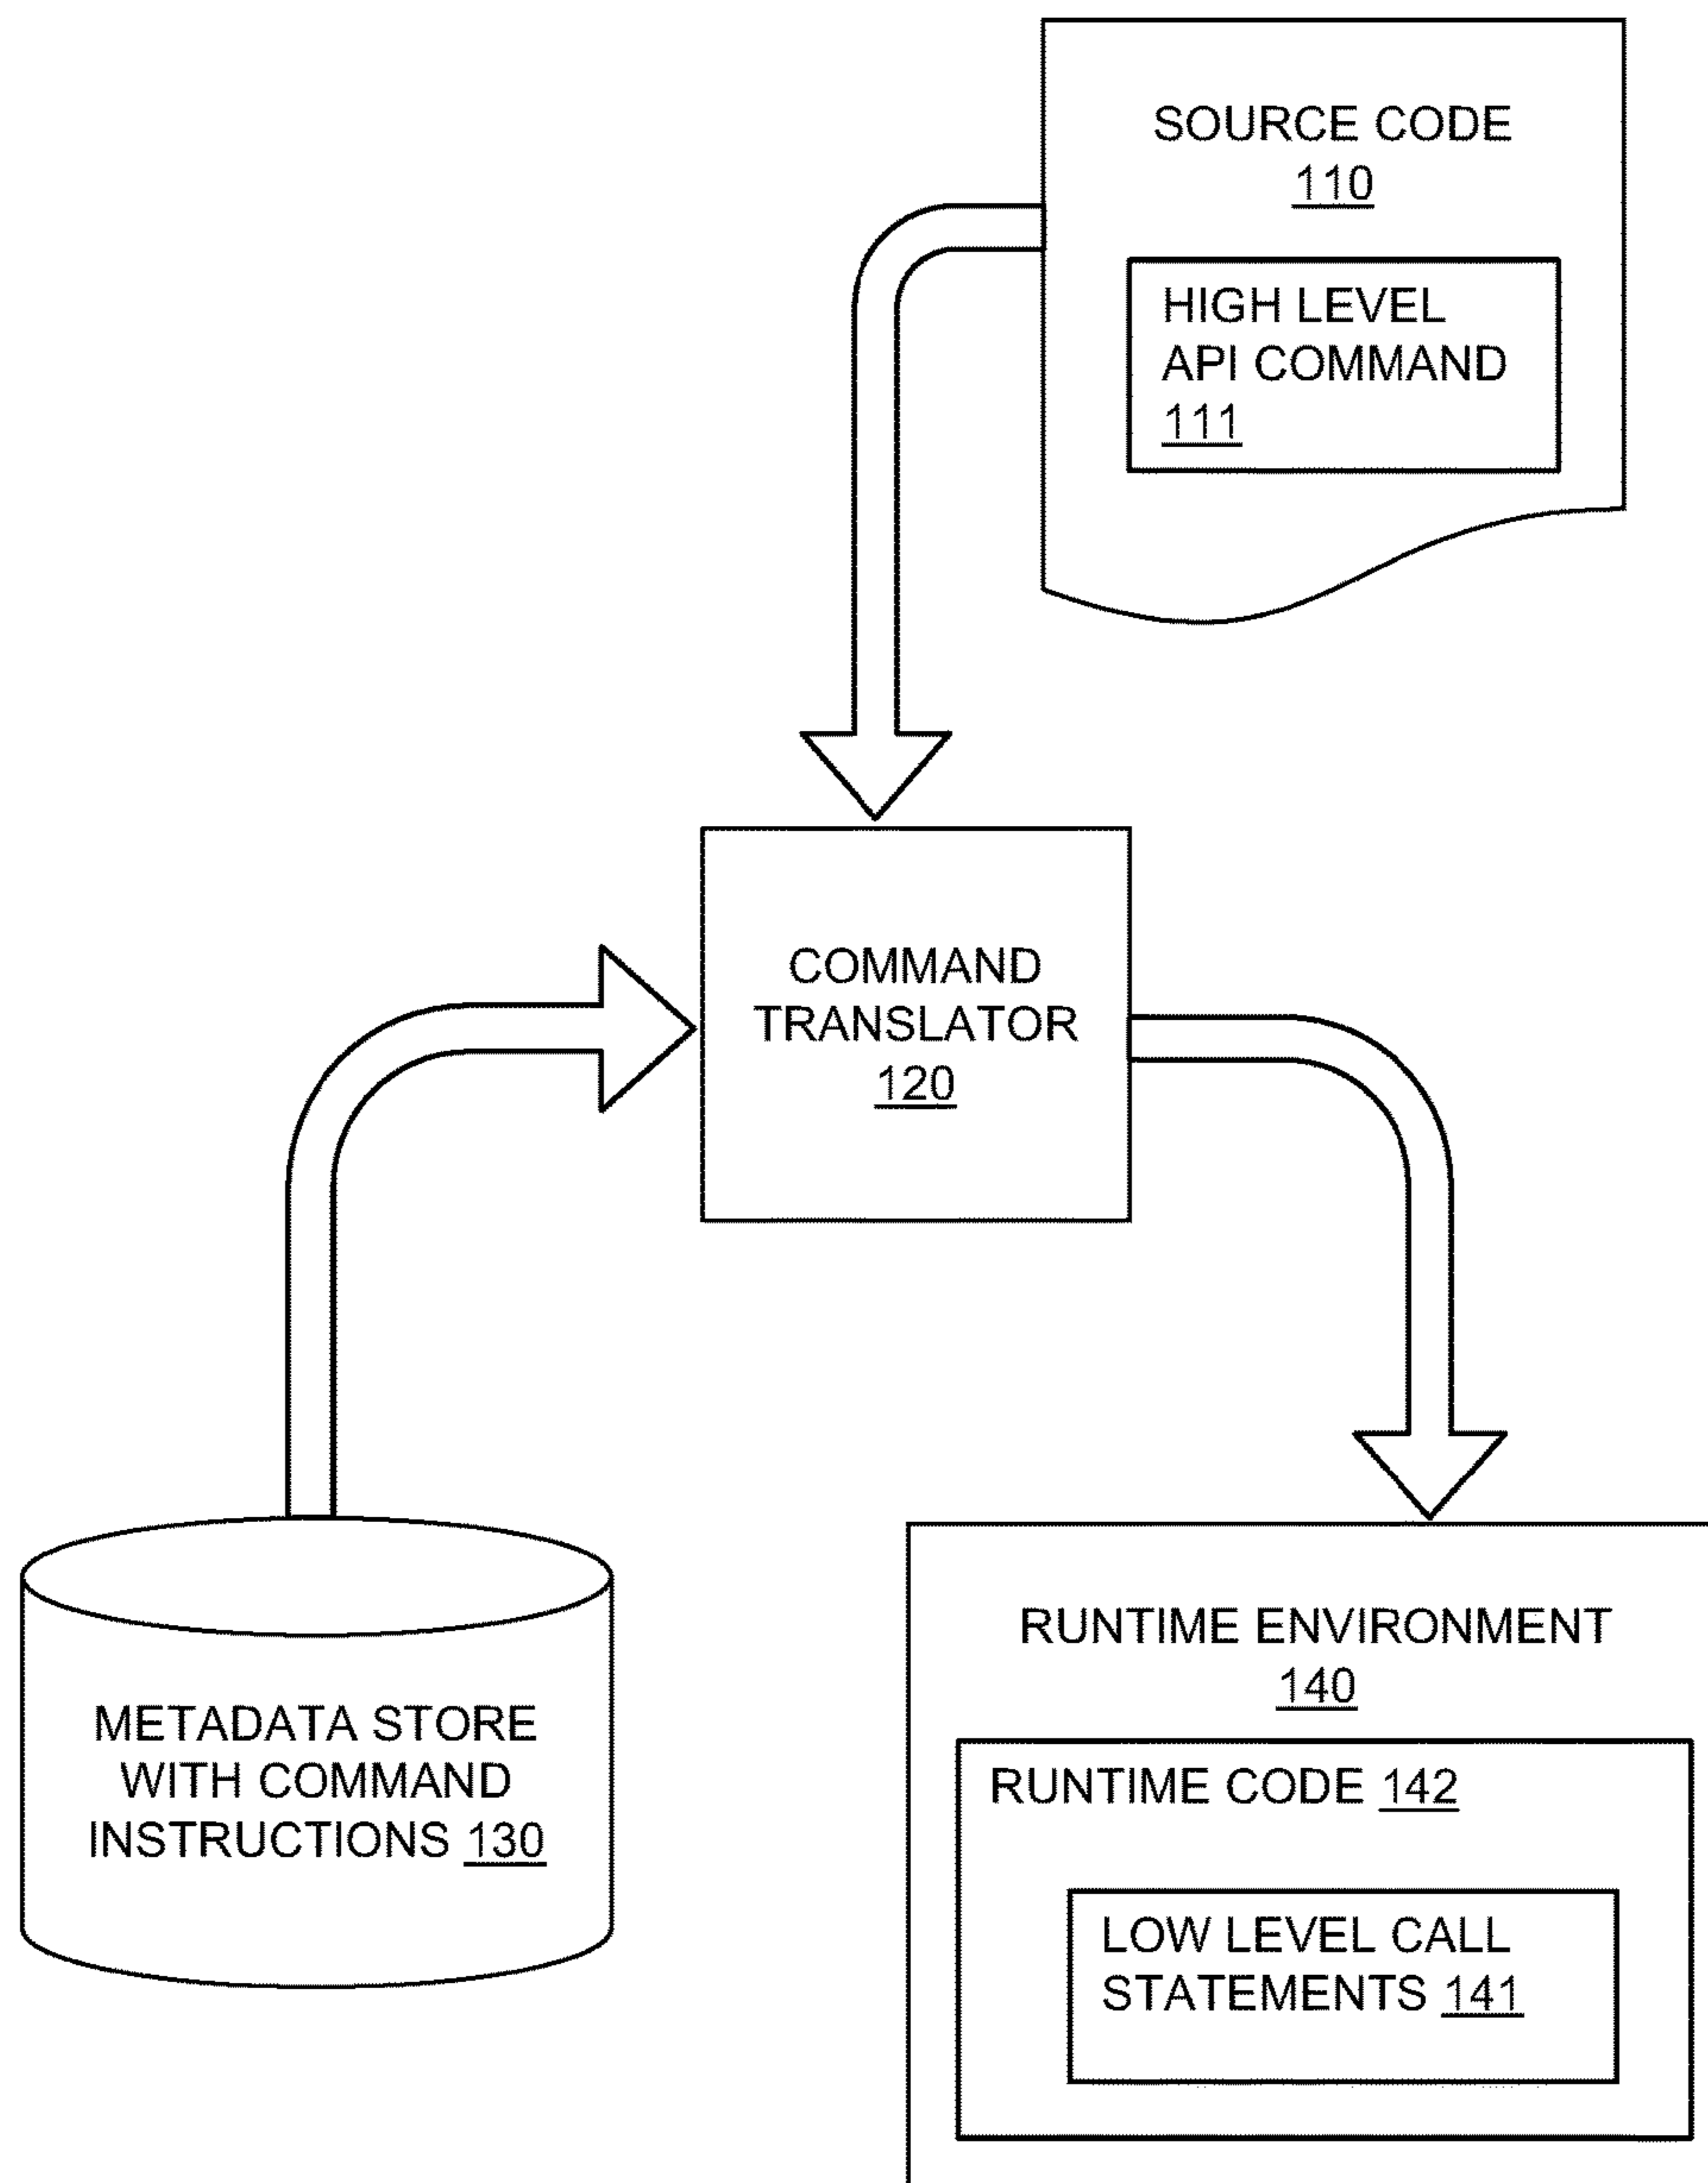 SOURCE CODE
110
HIGH LEVEL
API COMMAND
111
COMMAND
TRANSLATOR
120
METADATA STORE
WITH COMMAND
INSTRUCTIONS 130
RUNTIME ENVIRONMENT
140
RUNTIME CODE 142
LOW LEVEL CALL
STATEMENTS 141